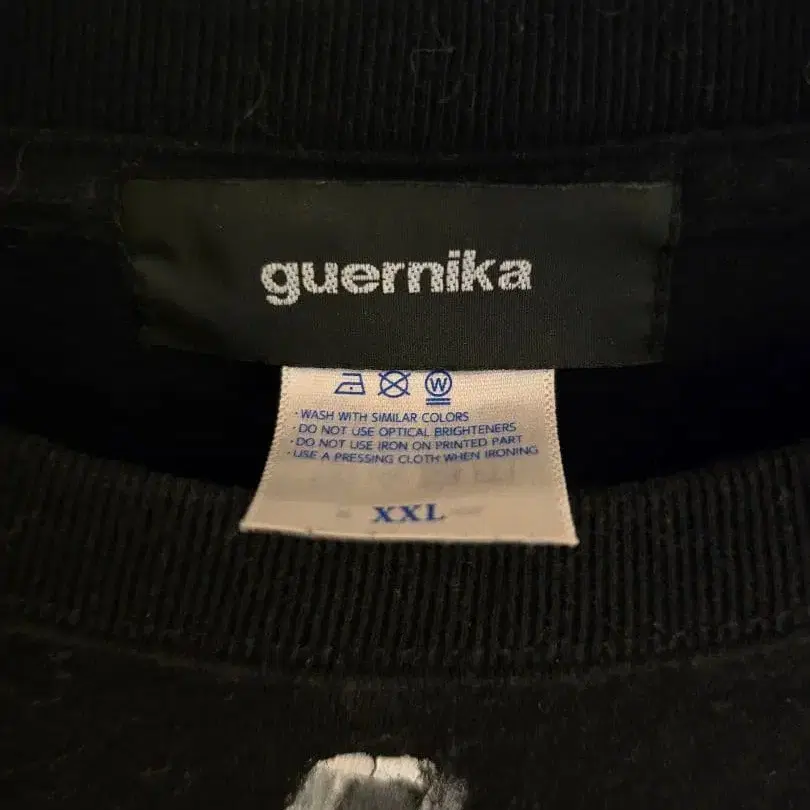 guernika
W
· WASH WITH SIMILAR COLORS
· DO NOT USE OPTICAL BRIGHTENERS
· DO NOT USE IRON ON PRINTED PART
· USE A PRESSING CLOTH WHEN IRONING
XXL